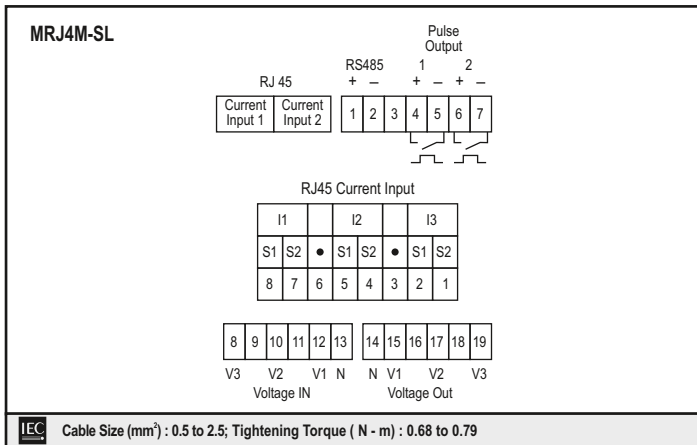 MRJ4M-SL
Pulse
Output
RS485 1 2
RJ 45 + – + – + –
Current Input 1 Current Input 2 1 2 3 4 5 6 7
RJ45 Current Input
I1 I2 I3
S1 S2 • S1 S2 • S1 S2
8 7 6 5 4 3 2 1
8 9 10 11 12 13 14 15 16 17 18 19
V3 V2 V1 N N V1 V2 V3
Voltage IN Voltage Out
IEC Cable Size (mm²) : 0.5 to 2.5; Tightening Torque ( N - m) : 0.68 to 0.79